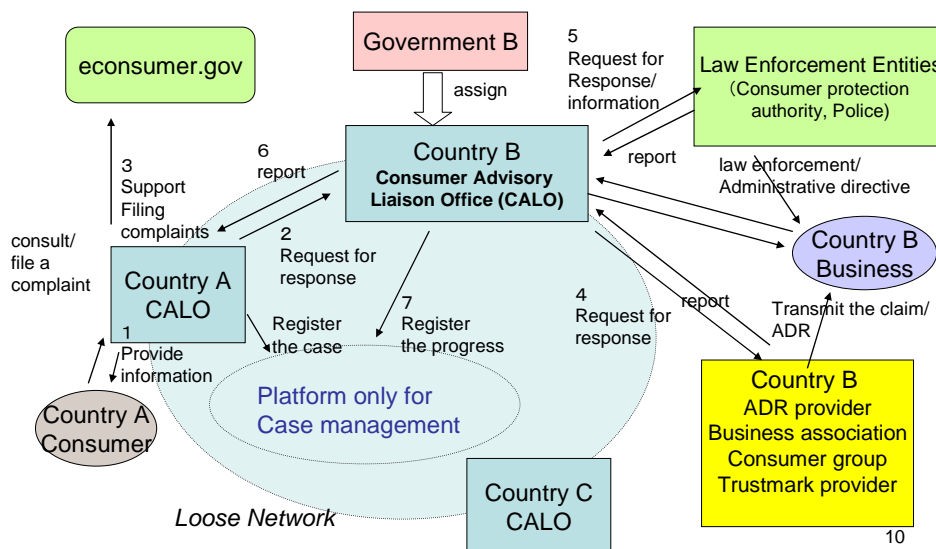 econsumer.gov
Government B
assign
5
Request for
Response/
information
Law Enforcement Entities
（Consumer protection
authority, Police)
report
law enforcement/
Administrative directive
6
report
Country B
Consumer Advisory
Liaison Office (CALO)
3
Support
Filing
complaints
consult/
file a
complaint
2
Request for
response
Country A
CALO
Country B
Business
1
Provide
information
Register
the case
7
Register
the progress
4
Request for
response
report
Transmit the claim/
ADR
Country A
Consumer
Platform only for
Case management
Country B
ADR provider
Business association
Consumer group
Trustmark provider
Country C
CALO
Loose Network
10